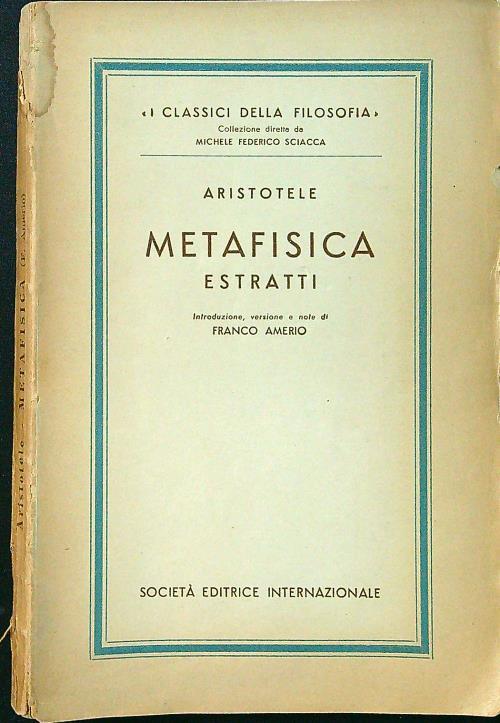 « I CLASSICI DELLA FILOSOFIA »
Collezione diretta da
MICHELE FEDERICO SCIACCA
ARISTOTELE
METAFISICA
ESTRATTI
Introduzione, versione e note di
FRANCO AMERIO
SOCIETÀ EDITRICE INTERNAZIONALE
Aristotele - METAFISICA (F. Amerio)